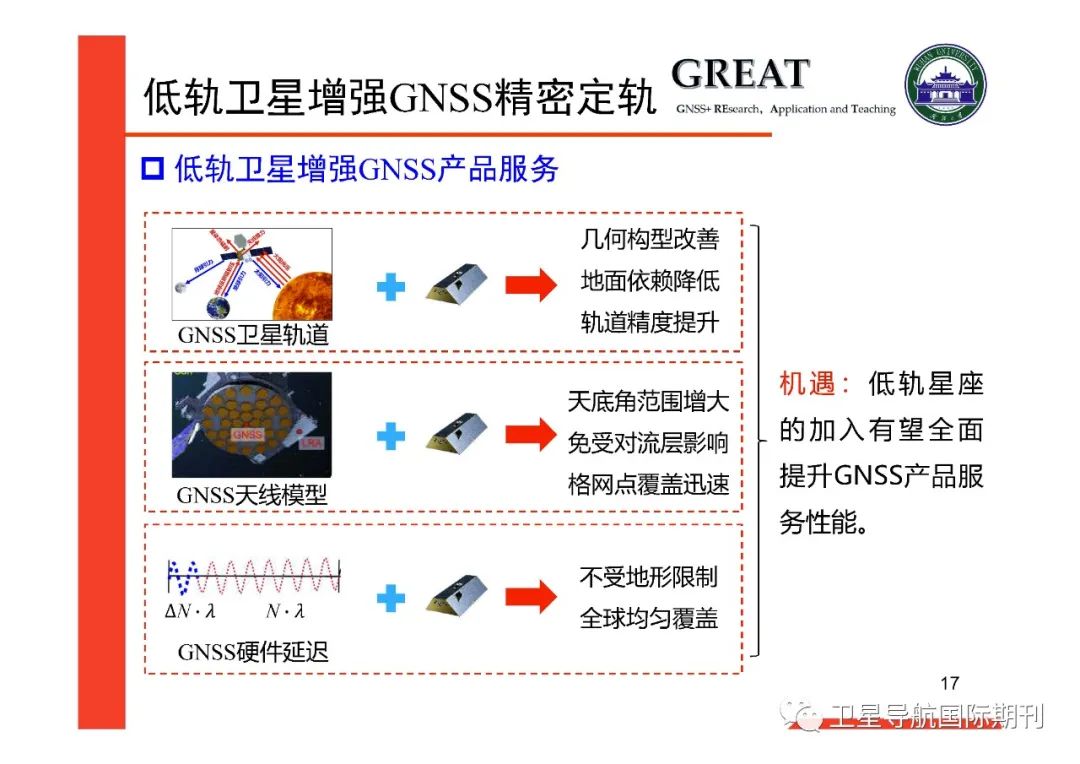 低轨卫星增强GNSS精密定轨
GREAT
GNSS+ REsearch, Application and Teaching
WUHAN UNIVERSITY
低轨卫星增强GNSS产品服务
GNSS卫星轨道
几何构型改善
地面依赖降低
轨道精度提升
GNSS
LRA
GNSS天线模型
天底角范围增大
免受对流层影响
格网点覆盖迅速
ΔN·λ
N·λ
GNSS硬件延迟
不受地形限制
全球均匀覆盖
机遇：低轨星座
的加入有望全面
提升GNSS产品服
务性能。
17
卫星导航国际期刊